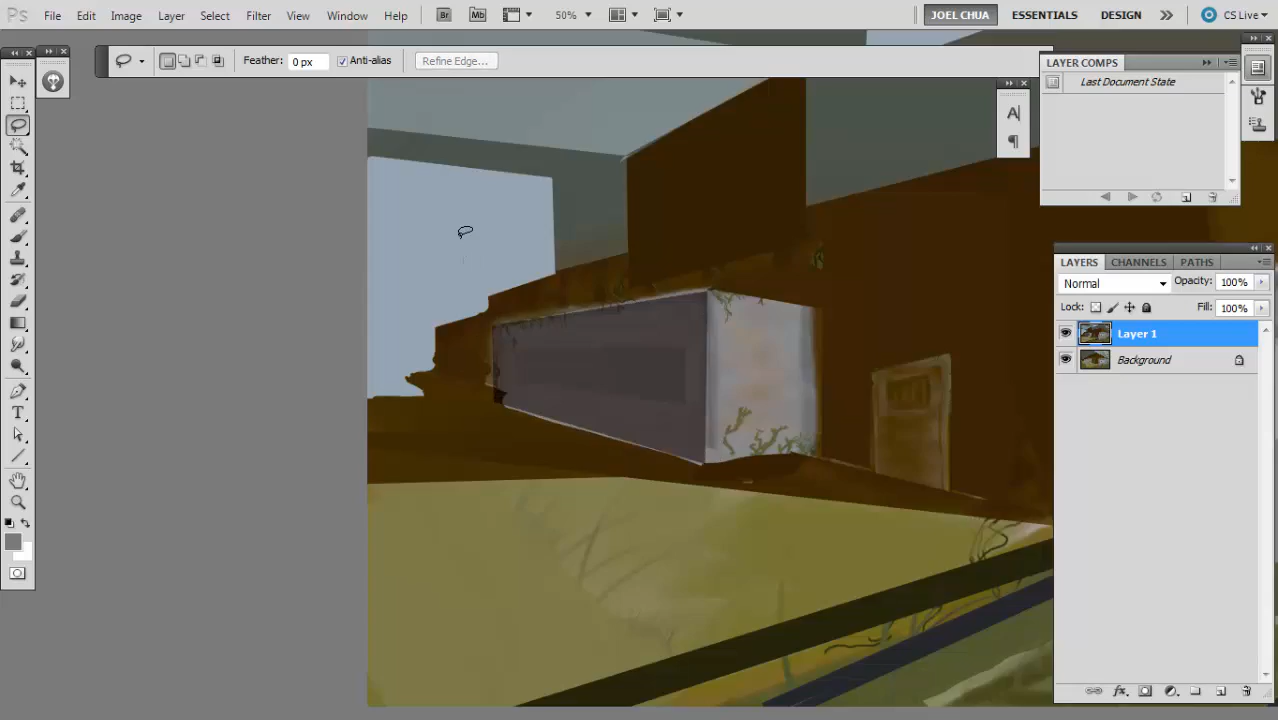 Ps File Edit Image Layer Select Filter View Window Help Br Mb 50% JOEL CHUA ESSENTIALS DESIGN CS Live
Feather: 0 px Anti-alias Refine Edge...
LAYER COMPS
Last Document State
A
¶
LAYERS CHANNELS PATHS
Normal Opacity: 100%
Lock: Fill: 100%
Layer 1
Background
T
fx